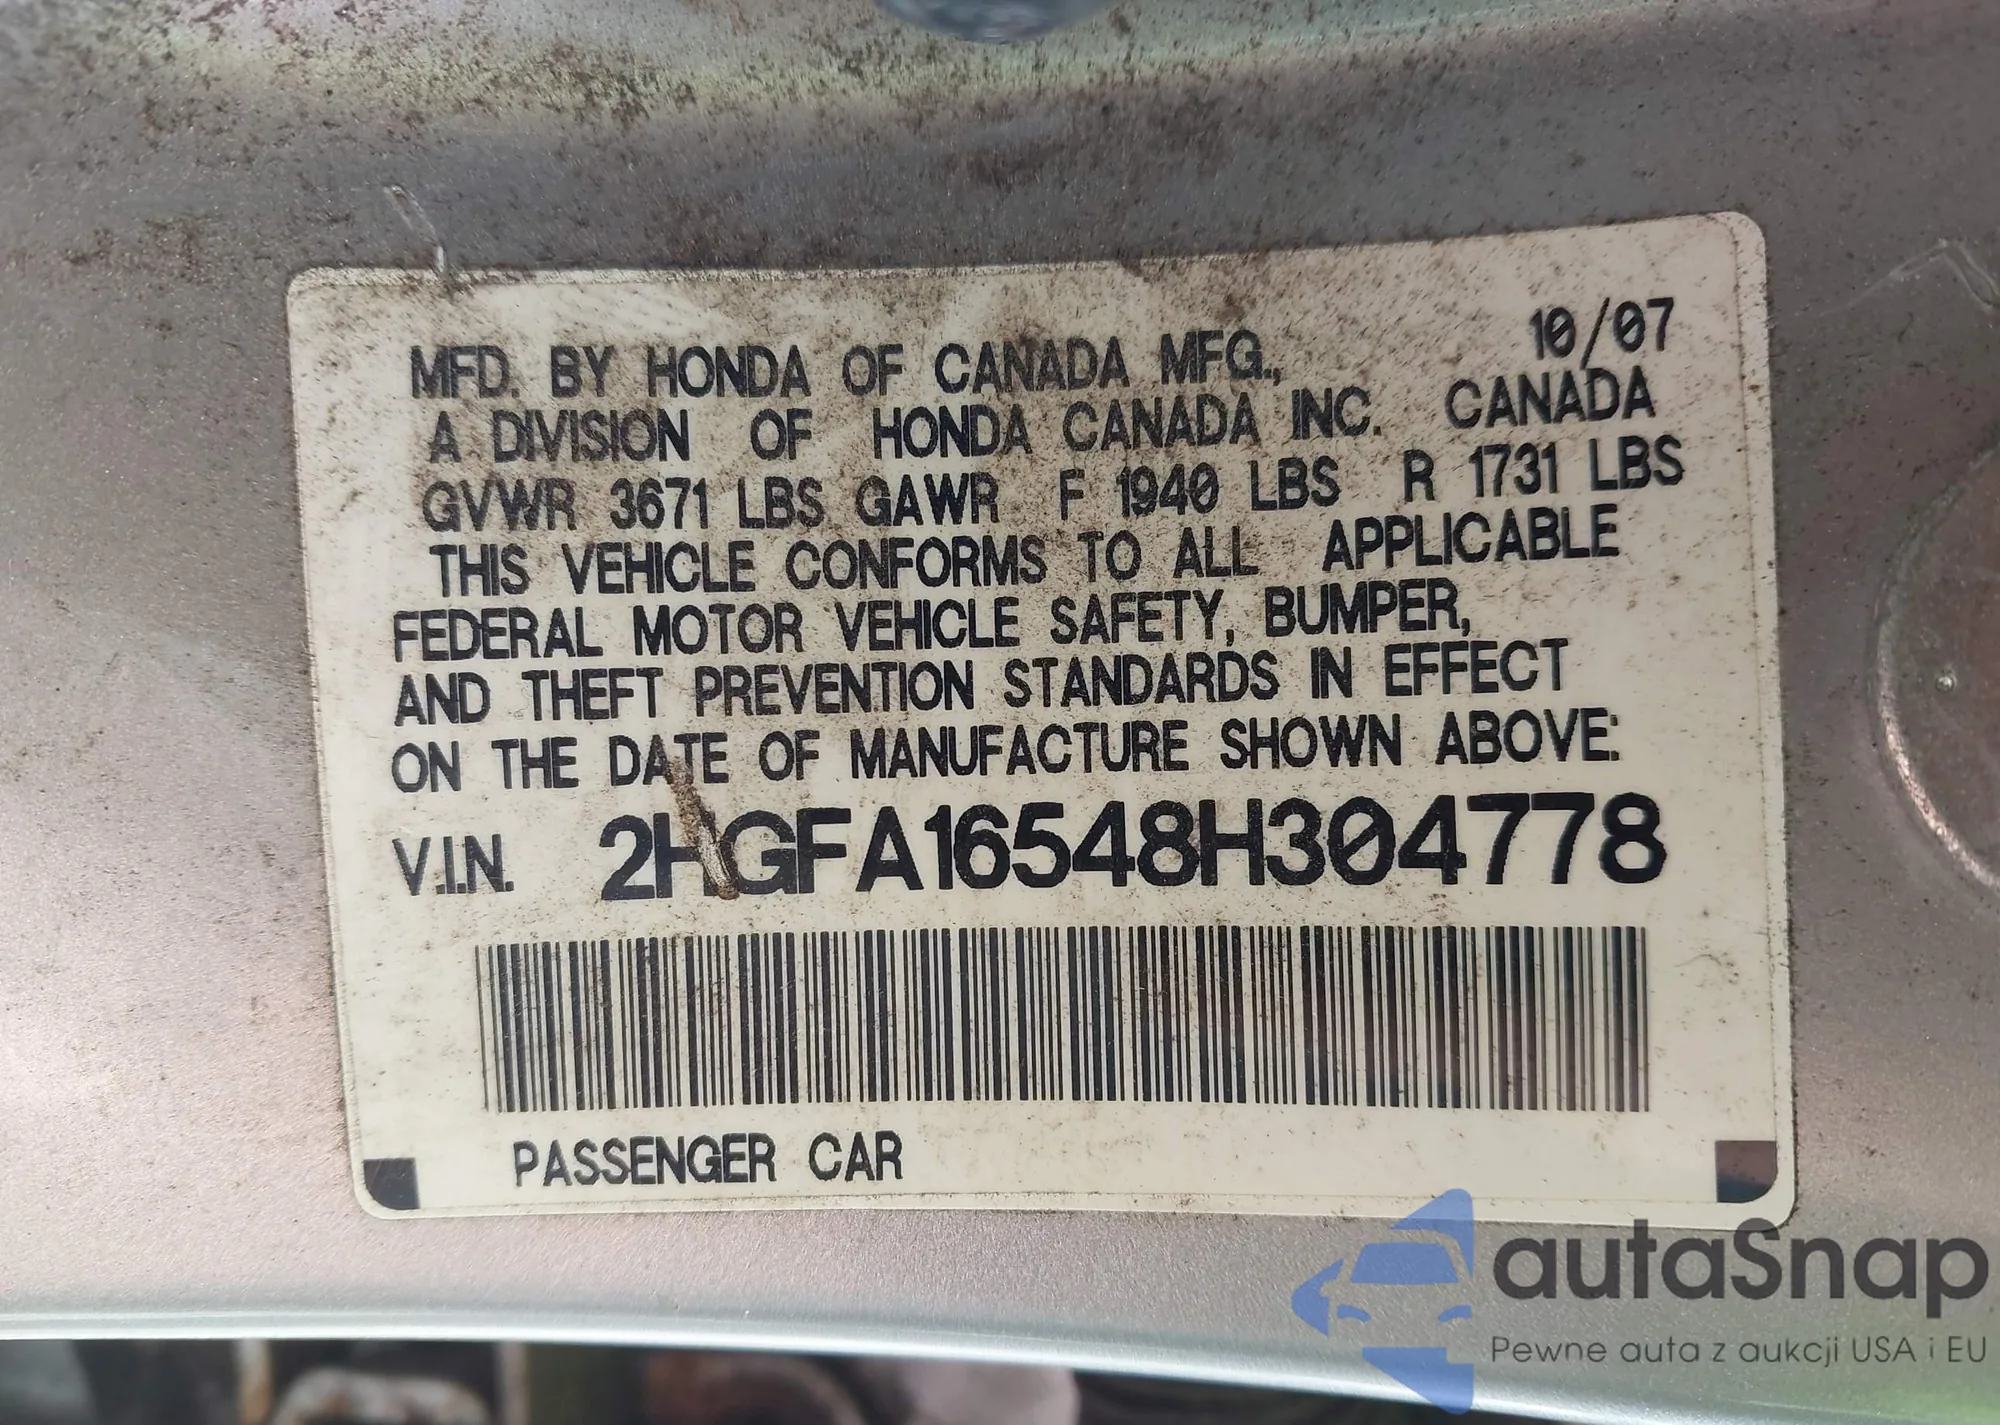 10/07
MFD. BY HONDA OF CANADA MFG.,
A DIVISION OF HONDA CANADA INC. CANADA
GVWR 3671 LBS GAWR F 1940 LBS R 1731 LBS
THIS VEHICLE CONFORMS TO ALL APPLICABLE
FEDERAL MOTOR VEHICLE SAFETY, BUMPER,
AND THEFT PREVENTION STANDARDS IN EFFECT
ON THE DATE OF MANUFACTURE SHOWN ABOVE:
V.I.N. 2HGFA16548H304778
PASSENGER CAR
autaSnap
Pewne auta z aukcji USA i EU